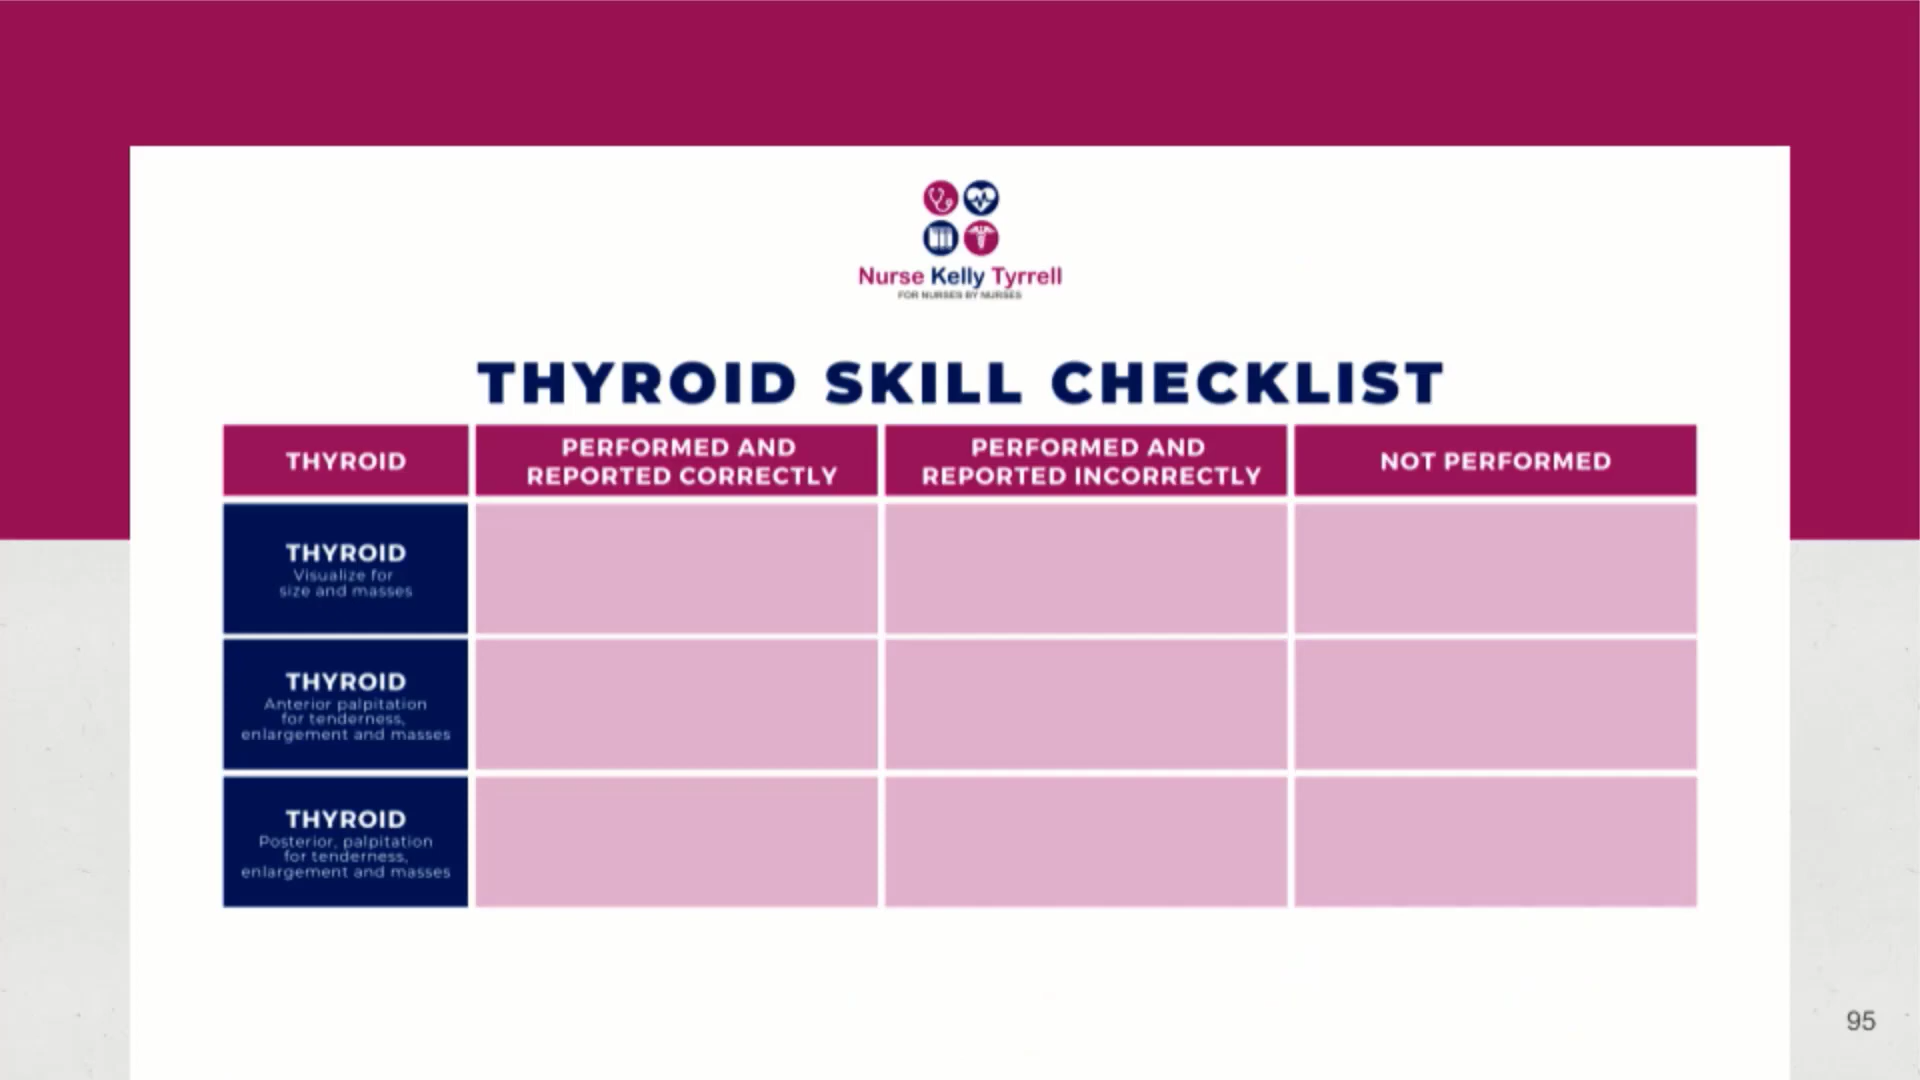 Nurse Kelly Tyrrell
FOR NURSES BY NURSES
THYROID SKILL CHECKLIST
THYROID
PERFORMED AND
REPORTED CORRECTLY
PERFORMED AND
REPORTED INCORRECTLY
NOT PERFORMED
THYROID
Visualize for
size and masses
THYROID
Anterior palpitation
for tenderness,
enlargement and masses
THYROID
Posterior, palpitation
for tenderness,
enlargement and masses
95